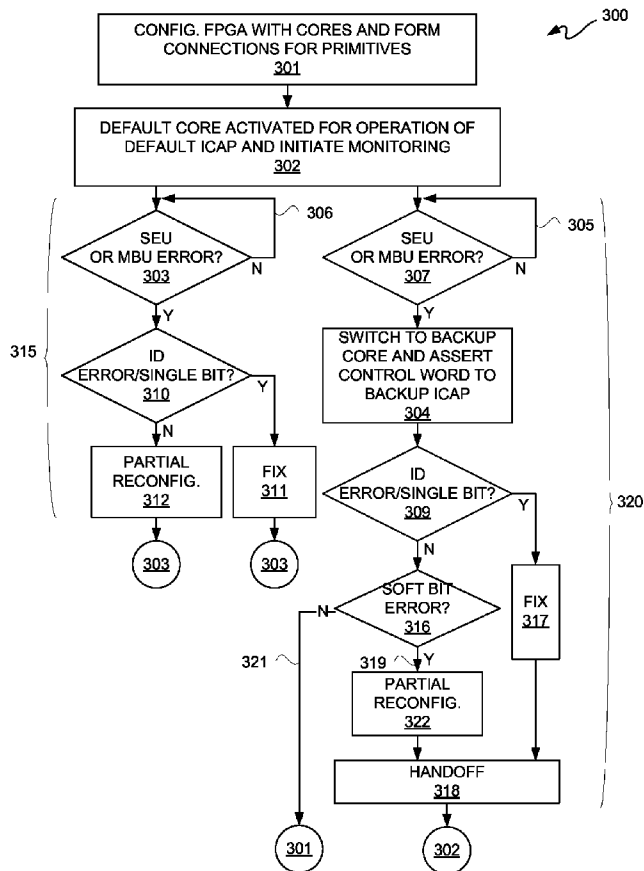 300
CONFIG. FPGA WITH CORES AND FORM
CONNECTIONS FOR PRIMITIVES
301
DEFAULT CORE ACTIVATED FOR OPERATION OF
DEFAULT ICAP AND INITIATE MONITORING
302
306
305
SEU
OR MBU ERROR?
303
N
Y
SEU
OR MBU ERROR?
307
N
Y
315
ID
ERROR/SINGLE BIT?
310
Y
N
SWITCH TO BACKUP
CORE AND ASSERT
CONTROL WORD TO
BACKUP ICAP
304
320
PARTIAL
RECONFIG.
312
FIX
311
ID
ERROR/SINGLE BIT?
309
Y
N
303
303
SOFT BIT
ERROR?
316
N
FIX
317
321
319
Y
PARTIAL
RECONFIG.
322
HANDOFF
318
301
302